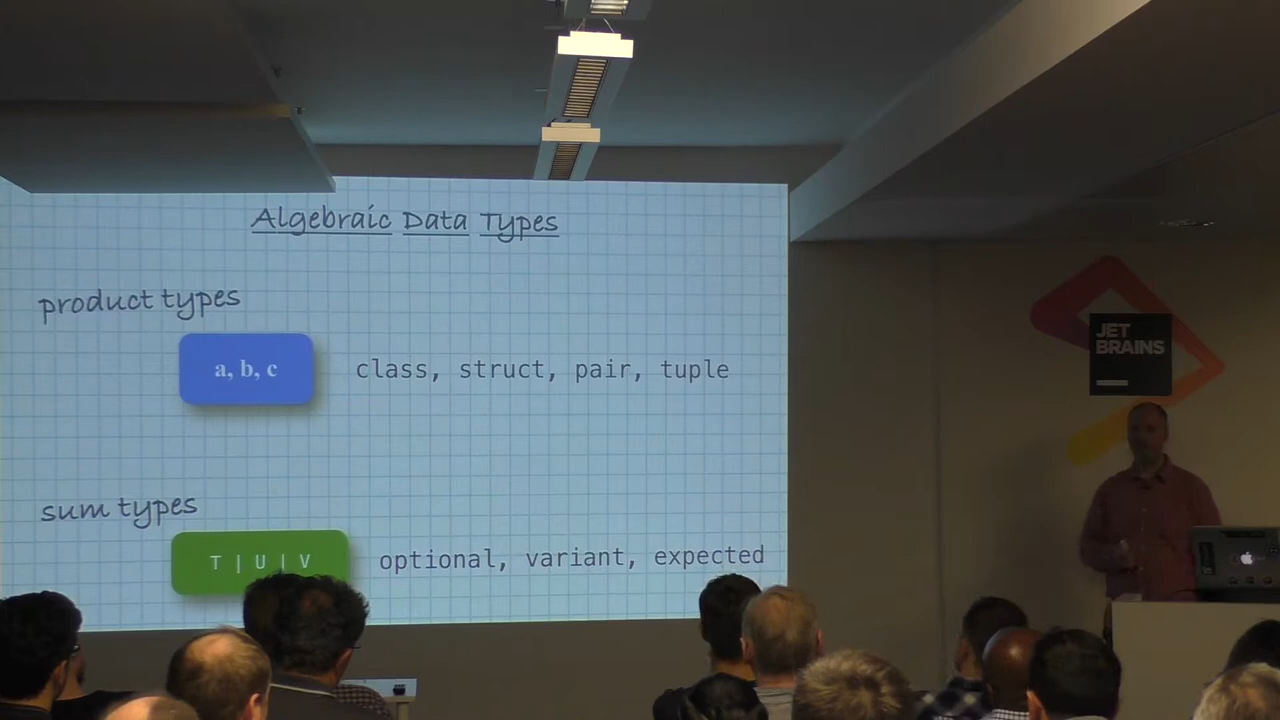 Algebraic Data Types
product types
a, b, c
class, struct, pair, tuple
sum types
T | U | V
optional, variant, expected
JET
BRAINS